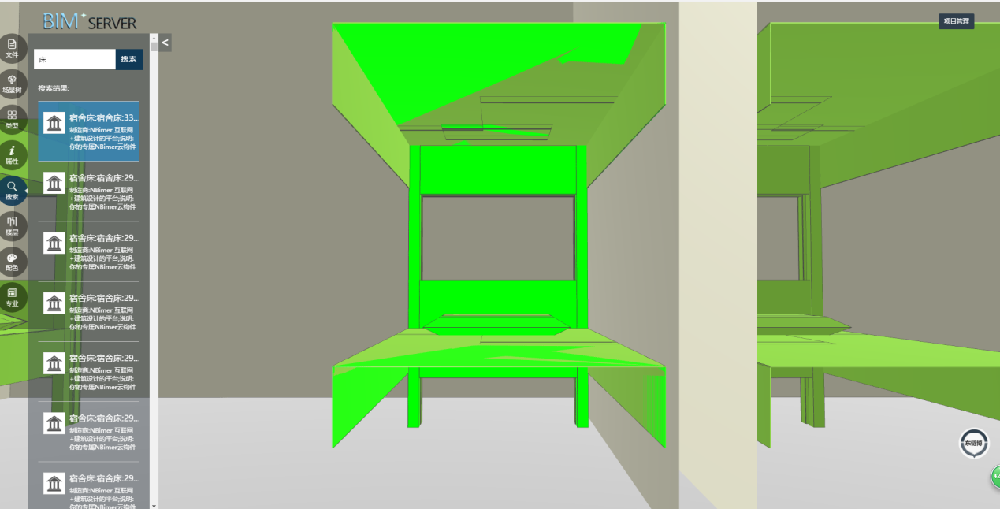 BIM+ SERVER
项目管理
<
文件
场景树
类型
属性
搜索
楼层
配色
专业
床
搜索
搜索结果:
宿舍床:宿舍床:33...
制造商:NBimer 互联网
+建筑设计的平台;说明:
你的专属NBimer云构件
宿舍床:宿舍床:29...
制造商:NBimer 互联网
+建筑设计的平台;说明:
你的专属NBimer云构件
宿舍床:宿舍床:29...
制造商:NBimer 互联网
+建筑设计的平台;说明:
你的专属NBimer云构件
宿舍床:宿舍床:29...
制造商:NBimer 互联网
+建筑设计的平台;说明:
你的专属NBimer云构件
宿舍床:宿舍床:29...
制造商:NBimer 互联网
+建筑设计的平台;说明:
你的专属NBimer云构件
宿舍床:宿舍床:29...
制造商:NBimer 互联网
+建筑设计的平台;说明:
你的专属NBimer云构件
宿舍床:宿舍床:29...
制造商:NBimer 互联网
+建筑设计的平台;说明:
你的专属NBimer云构件
东链博
42